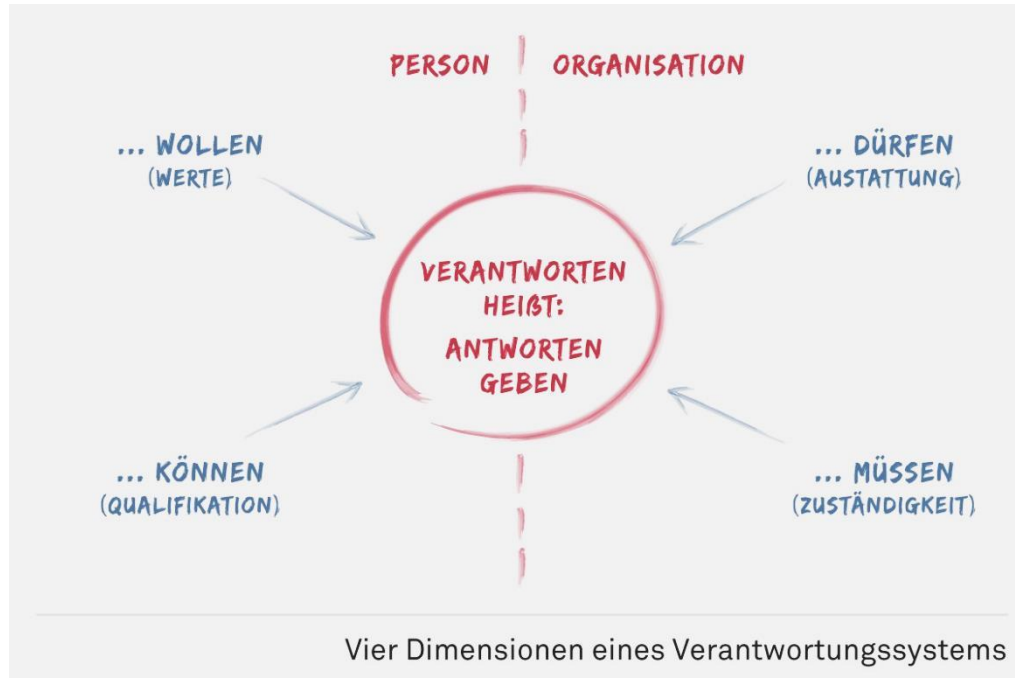 PERSON ORGANISATION
... WOLLEN
(WERTE)
... DÜRFEN
(AUSTATTUNG)
VERANTWORTEN
HEIẞT:
ANTWORTEN
GEBEN
... KÖNNEN
(QUALIFIKATION)
... MÜSSEN
(ZUSTÄNDIGKEIT)
Vier Dimensionen eines Verantwortungssystems